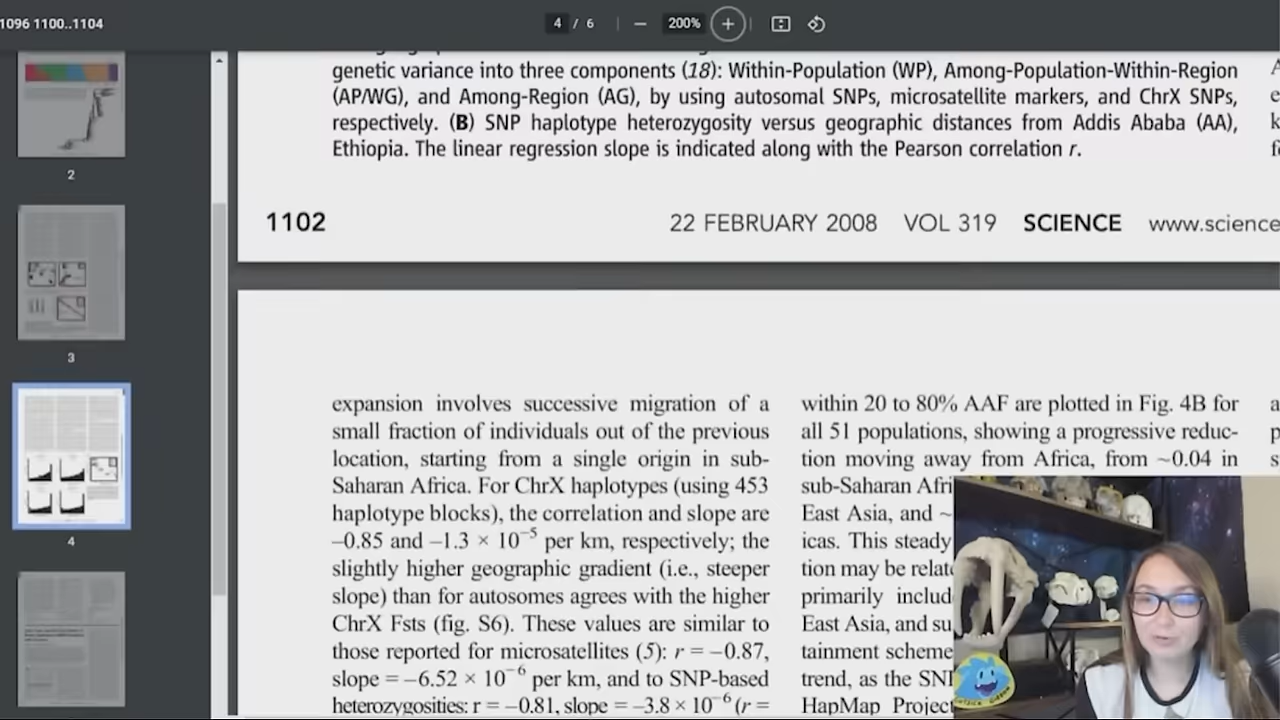 1096 1100..1104
4 / 6
200%
2
3
4
genetic variance into three components (18): Within-Population (WP), Among-Population-Within-Region
(AP/WG), and Among-Region (AG), by using autosomal SNPs, microsatellite markers, and ChrX SNPs,
respectively. (B) SNP haplotype heterozygosity versus geographic distances from Addis Ababa (AA),
Ethiopia. The linear regression slope is indicated along with the Pearson correlation r.
1102
22 FEBRUARY 2008 VOL 319 SCIENCE www.science
expansion involves successive migration of a
small fraction of individuals out of the previous
location, starting from a single origin in sub-
Saharan Africa. For ChrX haplotypes (using 453
haplotype blocks), the correlation and slope are
–0.85 and –1.3 × 10⁻⁵ per km, respectively; the
slightly higher geographic gradient (i.e., steeper
slope) than for autosomes agrees with the higher
ChrX Fsts (fig. S6). These values are similar to
those reported for microsatellites (5): r = –0.87,
slope = –6.52 × 10⁻⁶ per km, and to SNP-based
heterozygosities: r = –0.81, slope = –3.8 × 10⁻⁶ (r =
within 20 to 80% AAF are plotted in Fig. 4B for
all 51 populations, showing a progressive reduc-
tion moving away from Africa, from ~0.04 in
sub-Saharan Afri
East Asia, and ~
icas. This steady
tion may be relat
primarily includ
East Asia, and su
tainment scheme
trend, as the SN
HapMap Project